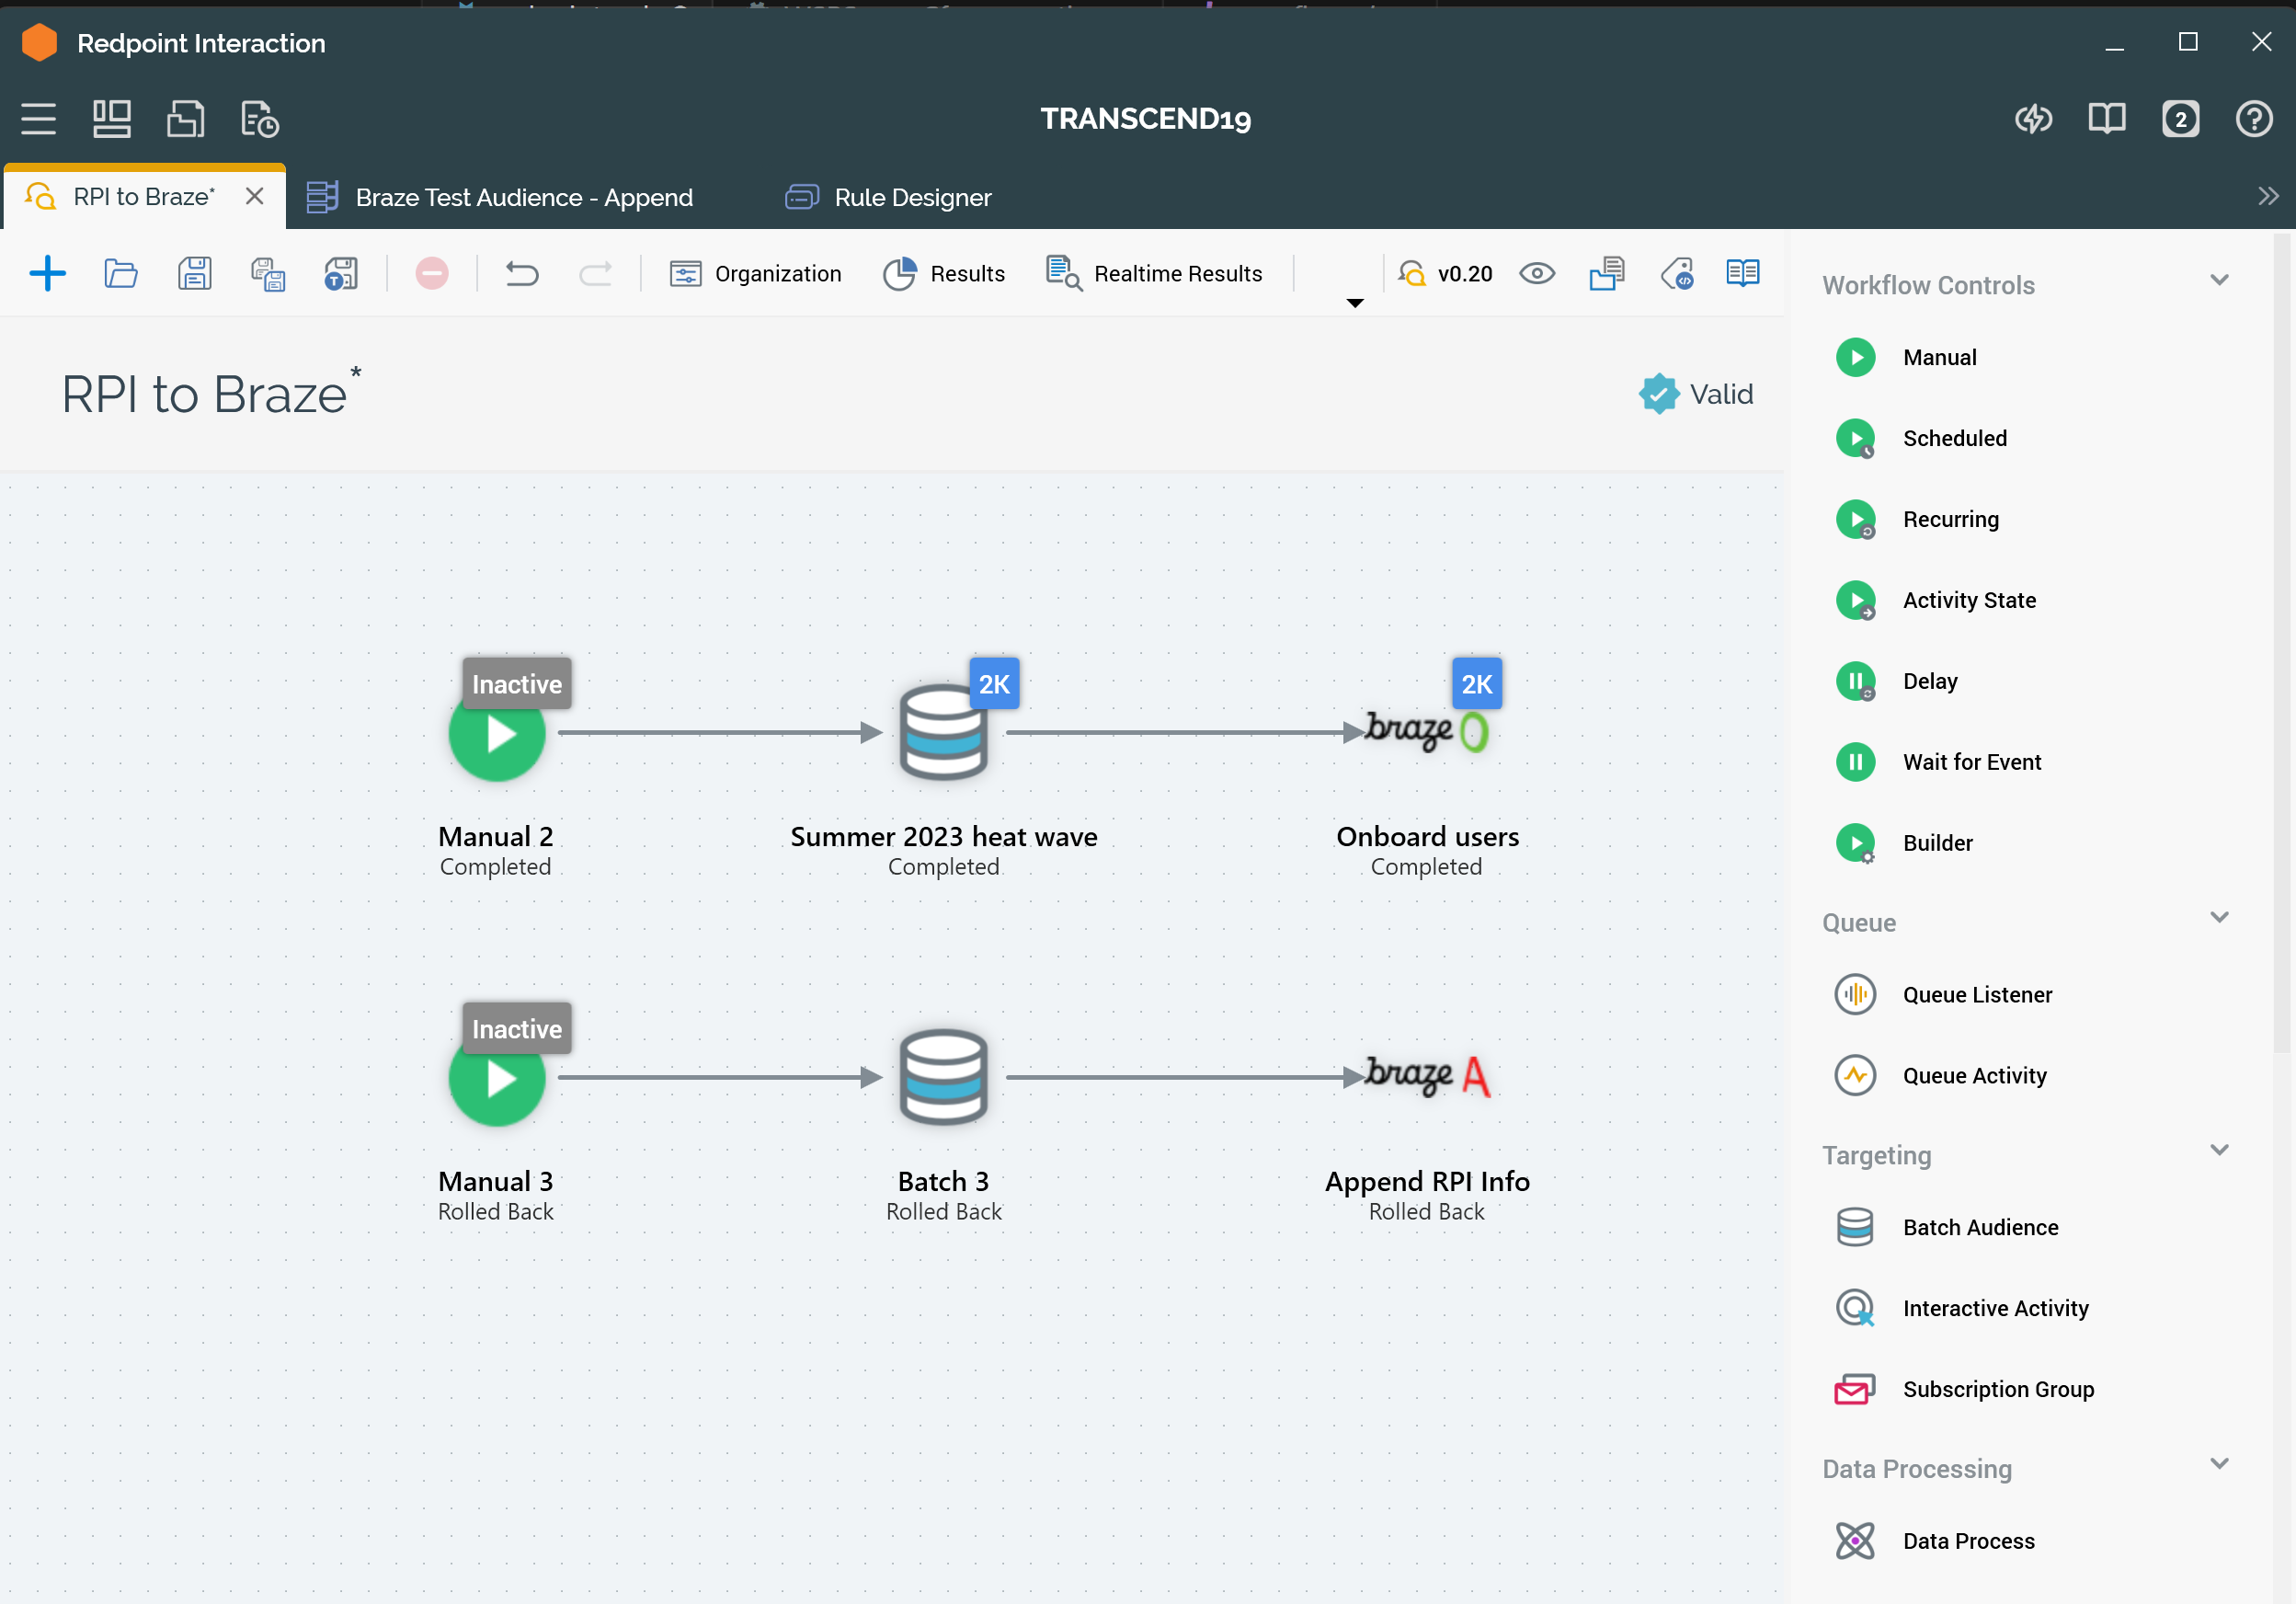 Redpoint Interaction
TRANSCEND19
2
RPI to Braze*
Braze Test Audience - Append
Rule Designer
T
Organization
Results
Realtime Results
v0.20
RPI to Braze*
Valid
Inactive
2K
2K
braze O
Manual 2
Completed
Summer 2023 heat wave
Completed
Onboard users
Completed
Inactive
braze A
Manual 3
Rolled Back
Batch 3
Rolled Back
Append RPI Info
Rolled Back
Workflow Controls
Manual
Scheduled
Recurring
Activity State
Delay
Wait for Event
Builder
Queue
Queue Listener
Queue Activity
Targeting
Batch Audience
Interactive Activity
Subscription Group
Data Processing
Data Process